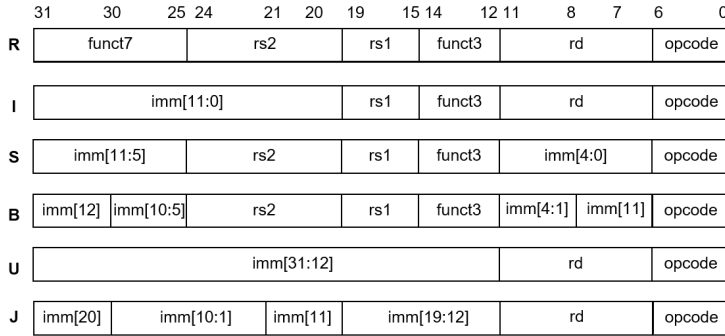 31 30 25 24 21 20 19 15 14 12 11 8 7 6 0
R funct7 rs2 rs1 funct3 rd opcode
I imm[11:0] rs1 funct3 rd opcode
S imm[11:5] rs2 rs1 funct3 imm[4:0] opcode
B imm[12] imm[10:5] rs2 rs1 funct3 imm[4:1] imm[11] opcode
U imm[31:12] rd opcode
J imm[20] imm[10:1] imm[11] imm[19:12] rd opcode